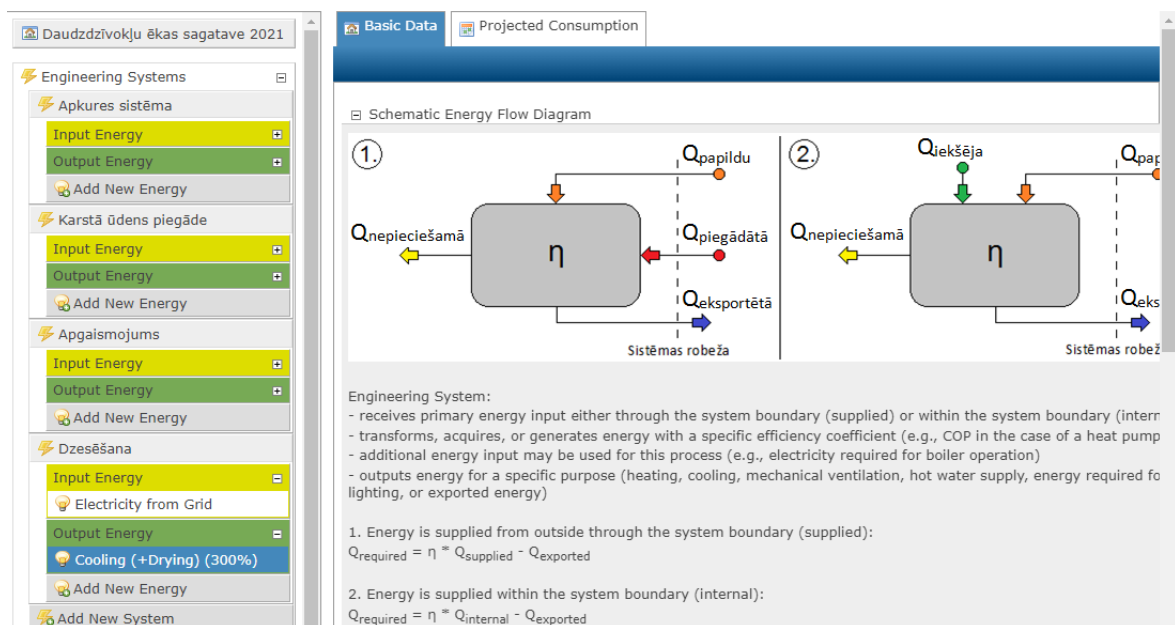 Daudzdzīvokļu ēkas sagatave 2021
Engineering Systems
Apkures sistēma
Input Energy
Output Energy
Add New Energy
Karstā ūdens piegāde
Input Energy
Output Energy
Add New Energy
Apgaismojums
Input Energy
Output Energy
Add New Energy
Dzesēšana
Input Energy
Electricity from Grid
Output Energy
Cooling (+Drying) (300%)
Add New Energy
Add New System
Basic Data
Projected Consumption
Schematic Energy Flow Diagram
1.
Qpapildu
Qnepieciešamā
η
Qpiegādātā
Qeksportētā
Sistēmas robeža
2.
Qiekšēja
Qpap
Qnepieciešamā
η
Qeks
Sistēmas robež
Engineering System:
- receives primary energy input either through the system boundary (supplied) or within the system boundary (intern
- transforms, acquires, or generates energy with a specific efficiency coefficient (e.g., COP in the case of a heat pump
- additional energy input may be used for this process (e.g., electricity required for boiler operation)
- outputs energy for a specific purpose (heating, cooling, mechanical ventilation, hot water supply, energy required fo
lighting, or exported energy)
1. Energy is supplied from outside through the system boundary (supplied):
Qrequired = η * Qsupplied - Qexported
2. Energy is supplied within the system boundary (internal):
Qrequired = η * Qinternal - Qexported